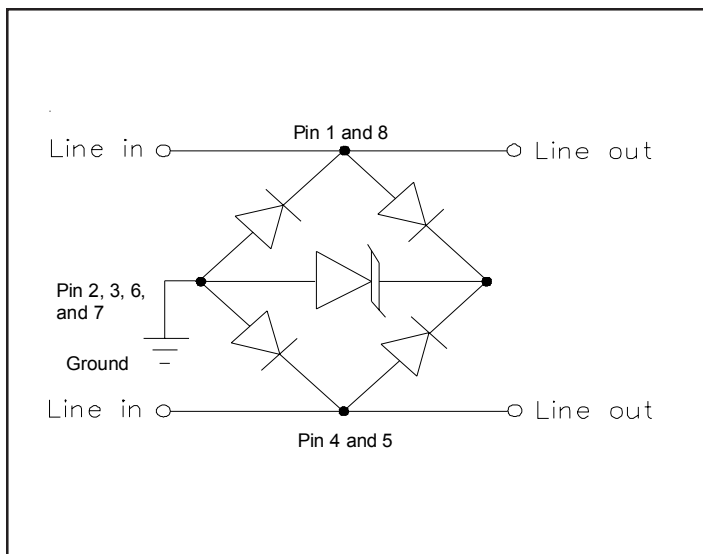 Pin 1 and 8
Line in
Line out
Pin 2, 3, 6,
and 7
Ground
Line in
Line out
Pin 4 and 5